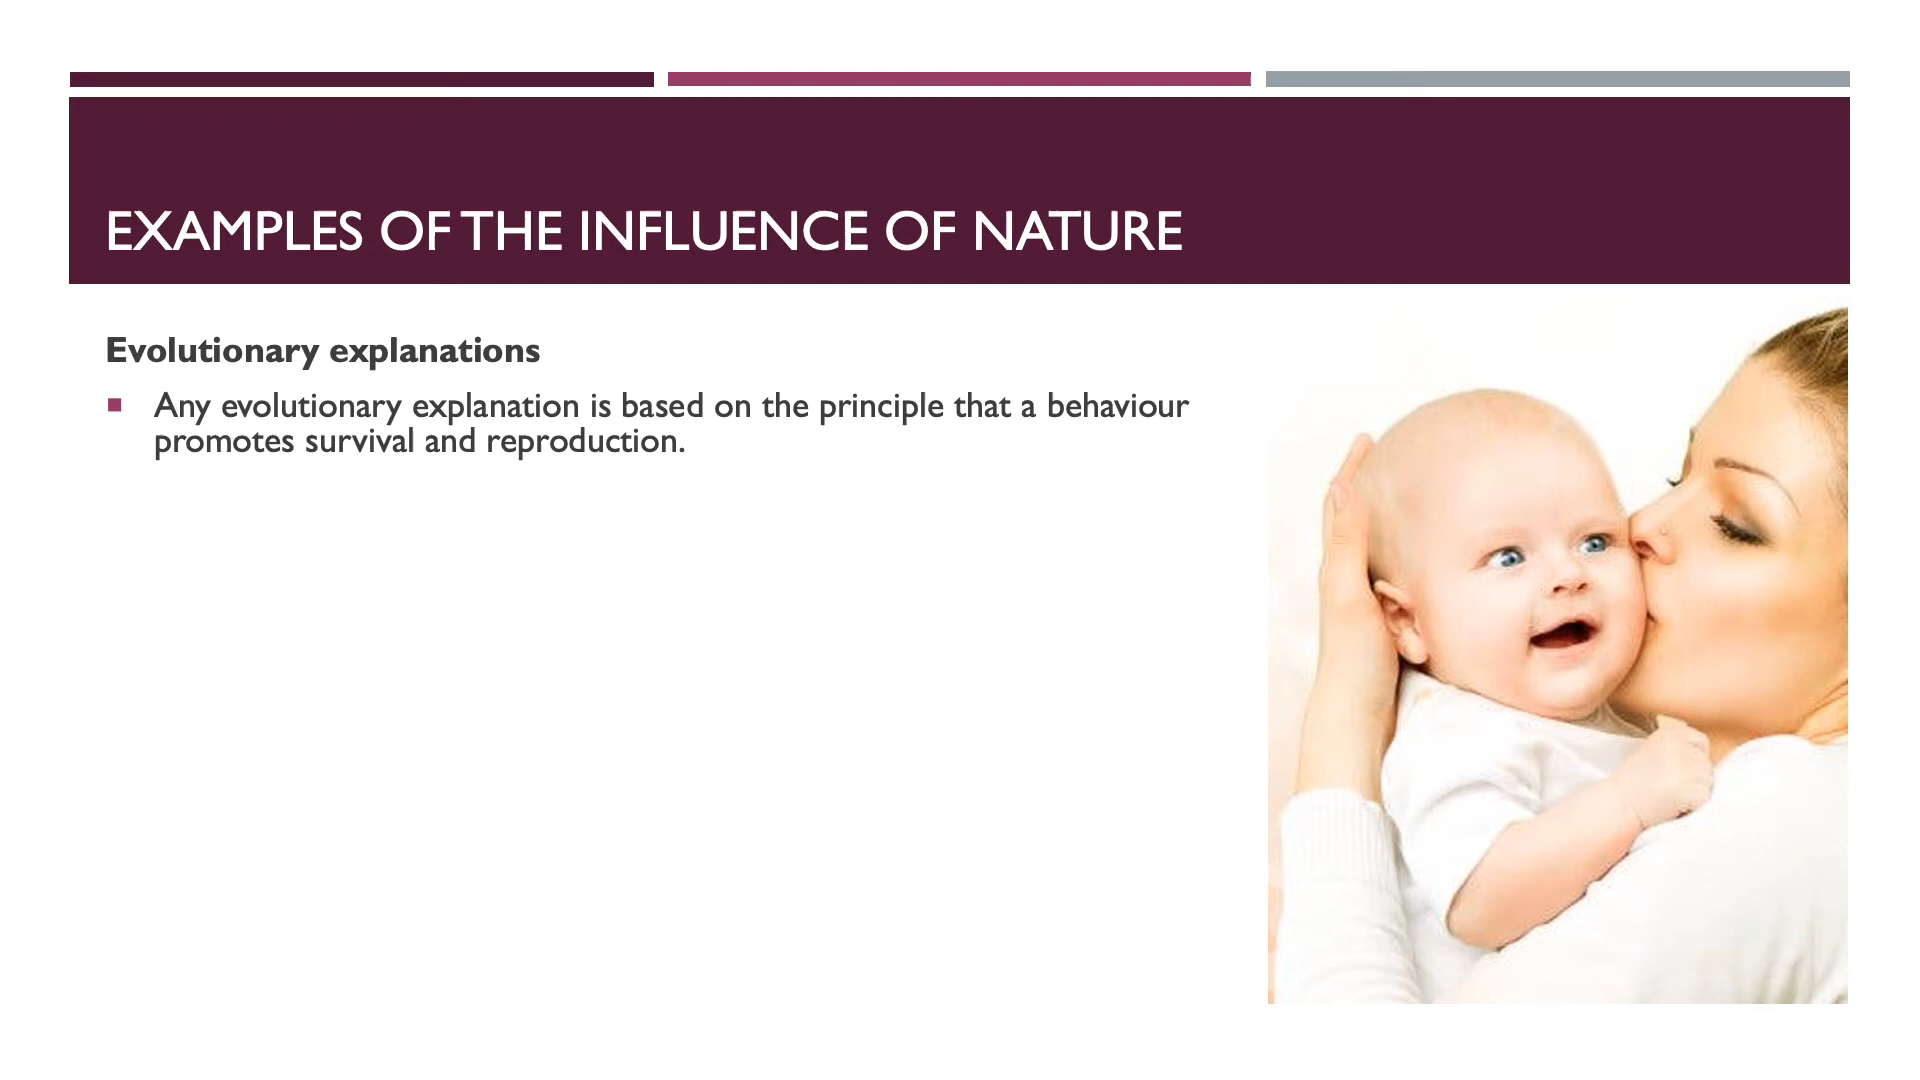 EXAMPLES OF THE INFLUENCE OF NATURE
Evolutionary explanations
Any evolutionary explanation is based on the principle that a behaviour
promotes survival and reproduction.